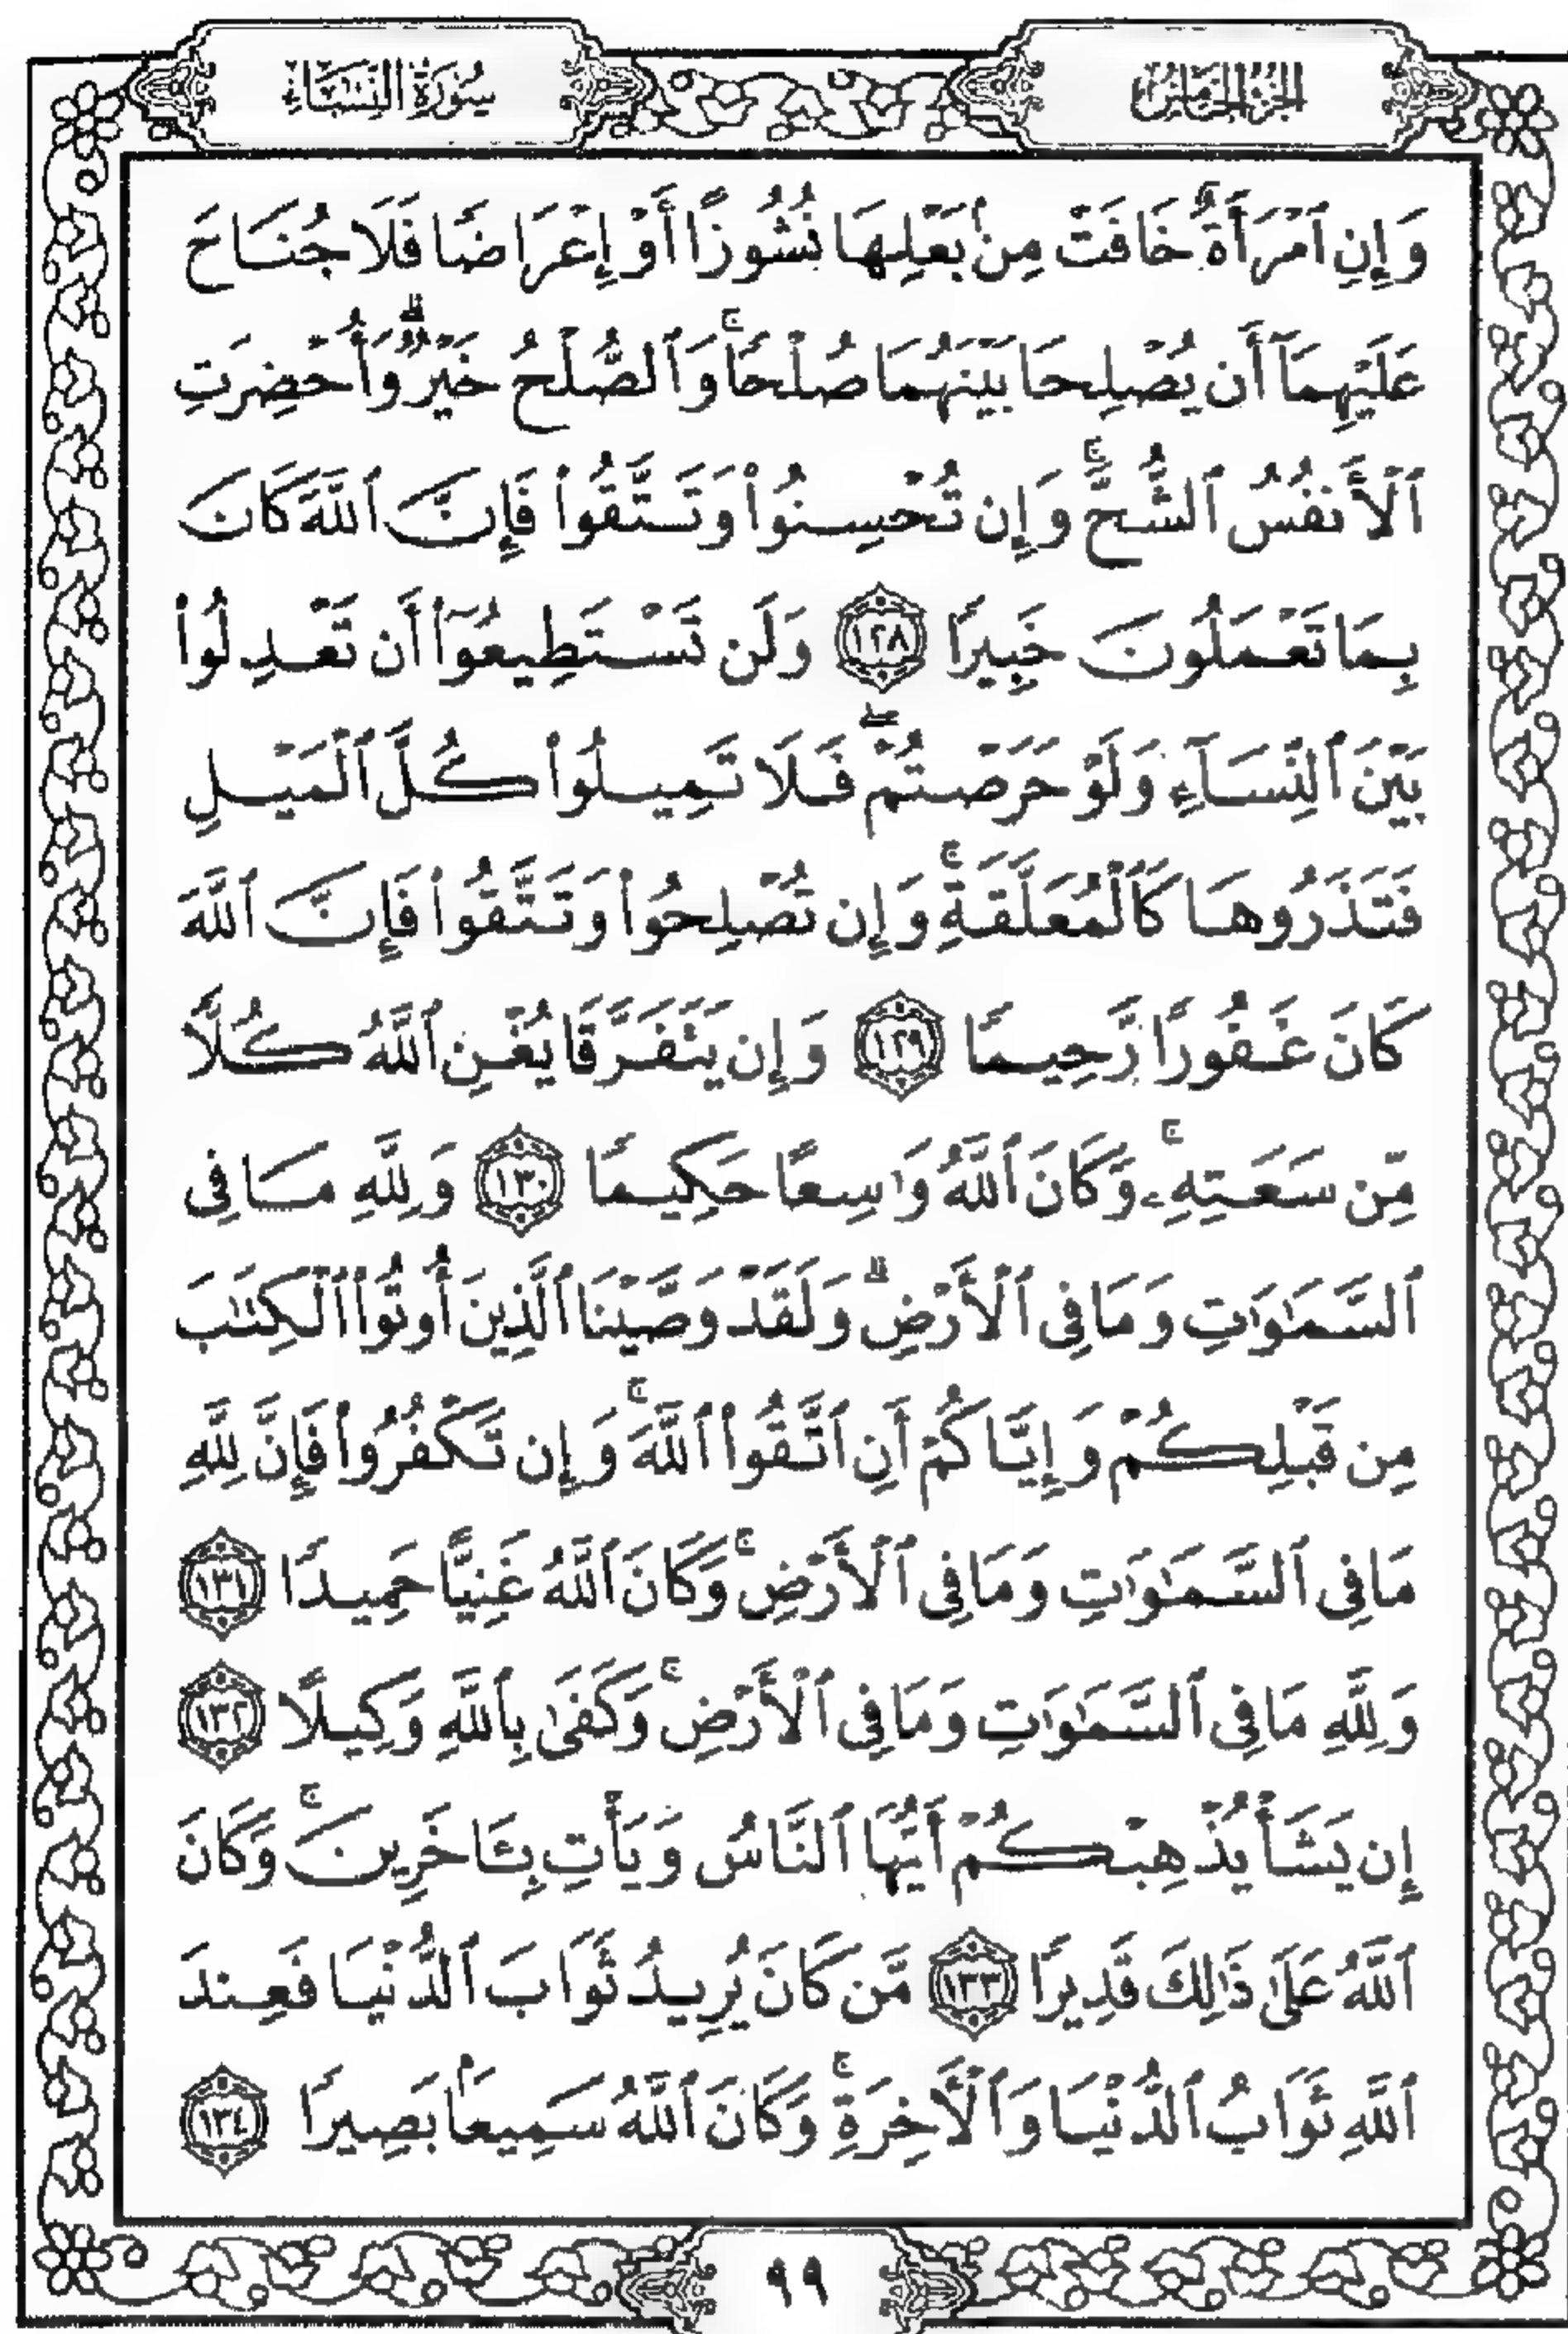 الجزء الخامس
سورة النساء
وَإِنِ ٱمْرَأَةٌ خَافَتْ مِنۢ بَعْلِهَا نُشُوزًا أَوْ إِعْرَاضًا فَلَا جُنَاحَ
عَلَيْهِمَآ أَن يُصْلِحَا بَيْنَهُمَا صُلْحًاۚ وَٱلصُّلْحُ خَيْرٌۗ وَأُحْضِرَتِ
ٱلْأَنفُسُ ٱلشُّحَّۚ وَإِن تُحْسِنُوا۟ وَتَتَّقُوا۟ فَإِنَّ ٱللَّهَ كَانَ
بِمَا تَعْمَلُونَ خَبِيرًا ١٢٨ وَلَن تَسْتَطِيعُوٓا۟ أَن تَعْدِلُوا۟
بَيْنَ ٱلنِّسَآءِ وَلَوْ حَرَصْتُمْۖ فَلَا تَمِيلُوا۟ كُلَّ ٱلْمَيْلِ
فَتَذَرُوهَا كَٱلْمُعَلَّقَةِۚ وَإِن تُصْلِحُوا۟ وَتَتَّقُوا۟ فَإِنَّ ٱللَّهَ
كَانَ غَفُورًا رَّحِيمًا ١٢٩ وَإِن يَتَفَرَّقَا يُغْنِ ٱللَّهُ كُلًّا
مِّن سَعَتِهِۦۚ وَكَانَ ٱللَّهُ وَٰسِعًا حَكِيمًا ١٣٠ وَلِلَّهِ مَا فِى
ٱلسَّمَٰوَٰتِ وَمَا فِى ٱلْأَرْضِۗ وَلَقَدْ وَصَّيْنَا ٱلَّذِينَ أُوتُوا۟ ٱلْكِتَٰبَ
مِن قَبْلِكُمْ وَإِيَّاكُمْ أَنِ ٱتَّقُوا۟ ٱللَّهَۚ وَإِن تَكْفُرُوا۟ فَإِنَّ لِلَّهِ
مَا فِى ٱلسَّمَٰوَٰتِ وَمَا فِى ٱلْأَرْضِۚ وَكَانَ ٱللَّهُ غَنِيًّا حَمِيدًا ١٣١
وَلِلَّهِ مَا فِى ٱلسَّمَٰوَٰتِ وَمَا فِى ٱلْأَرْضِۚ وَكَفَىٰ بِٱللَّهِ وَكِيلًا ١٣٢
إِن يَشَأْ يُذْهِبْكُمْ أَيُّهَا ٱلنَّاسُ وَيَأْتِ بِـَٔاخَرِينَۚ وَكَانَ
ٱللَّهُ عَلَىٰ ذَٰلِكَ قَدِيرًا ١٣٣ مَّن كَانَ يُرِيدُ ثَوَابَ ٱلدُّنْيَا فَعِندَ
ٱللَّهِ ثَوَابُ ٱلدُّنْيَا وَٱلْأَخِرَةِۚ وَكَانَ ٱللَّهُ سَمِيعًۢا بَصِيرًا ١٣٤
٩٩